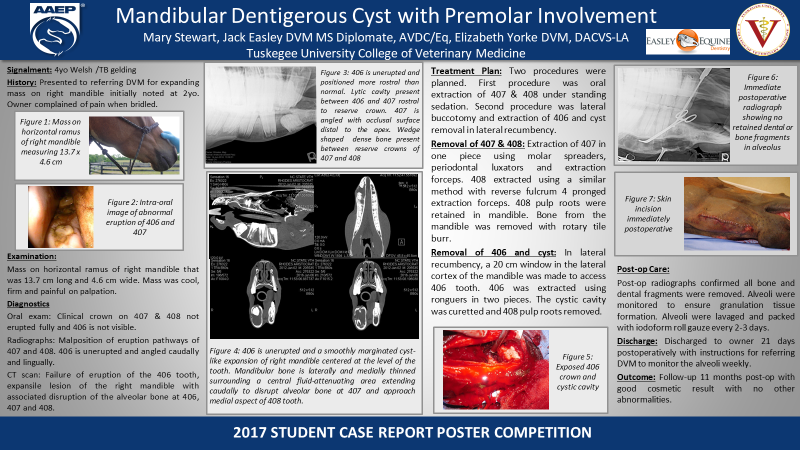 AAEP
Mandibular Dentigerous Cyst with Premolar Involvement
Mary Stewart, Jack Easley DVM MS Diplomate, AVDC/Eq, Elizabeth Yorke DVM, DACVS-LA
Tuskegee University College of Veterinary Medicine
EASLEY EQUINE
Dentistry
Signalment: 4yo Welsh /TB gelding
History: Presented to referring DVM for expanding
mass on right mandible initially noted at 2yo.
Owner complained of pain when bridled.
Figure 1: Mass on
horizontal ramus
of right mandible
measuring 13.7 x
4.6 cm
Figure 2: Intra-oral
image of abnormal
eruption of 406 and
407
Examination:
Mass on horizontal ramus of right mandible that
was 13.7 cm long and 4.6 cm wide. Mass was cool,
firm and painful on palpation.
Diagnostics
Oral exam: Clinical crown on 407 & 408 not
erupted fully and 406 is not visible.
Radiographs: Malposition of eruption pathways of
407 and 408. 406 is unerupted and angled caudally
and lingually.
CT scan: Failure of eruption of the 406 tooth,
expansile lesion of the right mandible with
associated disruption of the alveolar bone at 406,
407 and 408.
Figure 3: 406 is unerupted and
positioned more rostral than
normal. Lytic cavity present
between 406 and 407 rostral to
reserve crown. 407 is
angled with occlusal surface
distal to the apex. Wedge
shaped dense bone present
between reserve crowns of
407 and 408
Figure 4: 406 is unerupted and a smoothly marginated cyst-
like expansion of right mandible centered at the level of the
tooth. Mandibular bone is laterally and medially thinned
surrounding a central fluid-attenuating area extending
caudally to disrupt alveolar bone at 407 and approach
medial aspect of 408 tooth.
Treatment Plan: Two procedures were
planned. First procedure was oral
extraction of 407 & 408 under standing
sedation. Second procedure was lateral
buccotomy and extraction of 406 and cyst
removal in lateral recumbency.
Removal of 407 & 408: Extraction of 407 in
one piece using molar spreaders,
periodontal luxators and extraction
forceps. 408 extracted using a similar
method with reverse fulcrum 4 pronged
extraction forceps. 408 pulp roots were
retained in mandible. Bone from the
mandible was removed with rotary tile
burr.
Removal of 406 and cyst: In lateral
recumbency, a 20 cm window in the lateral
cortex of the mandible was made to access
406 tooth. 406 was extracted using
ronguers in two pieces. The cystic cavity
was curetted and 408 pulp roots removed.
Figure 5:
Exposed 406
crown and
cystic cavity
Figure 6:
Immediate
postoperative
radiograph
showing no
retained dental or
bone fragments in
alveolus
Figure 7: Skin
incision
immediately
postoperative
Post-op Care:
Post-op radiographs confirmed all bone and
dental fragments were removed. Alveoli were
monitored to ensure granulation tissue
formation. Alveoli were lavaged and packed
with iodoform roll gauze every 2-3 days.
Discharge: Discharged to owner 21 days
postoperatively with instructions for referring
DVM to monitor the alveoli weekly.
Outcome: Follow-up 11 months post-op with
good cosmetic result with no other
abnormalities.
2017 STUDENT CASE REPORT POSTER COMPETITION